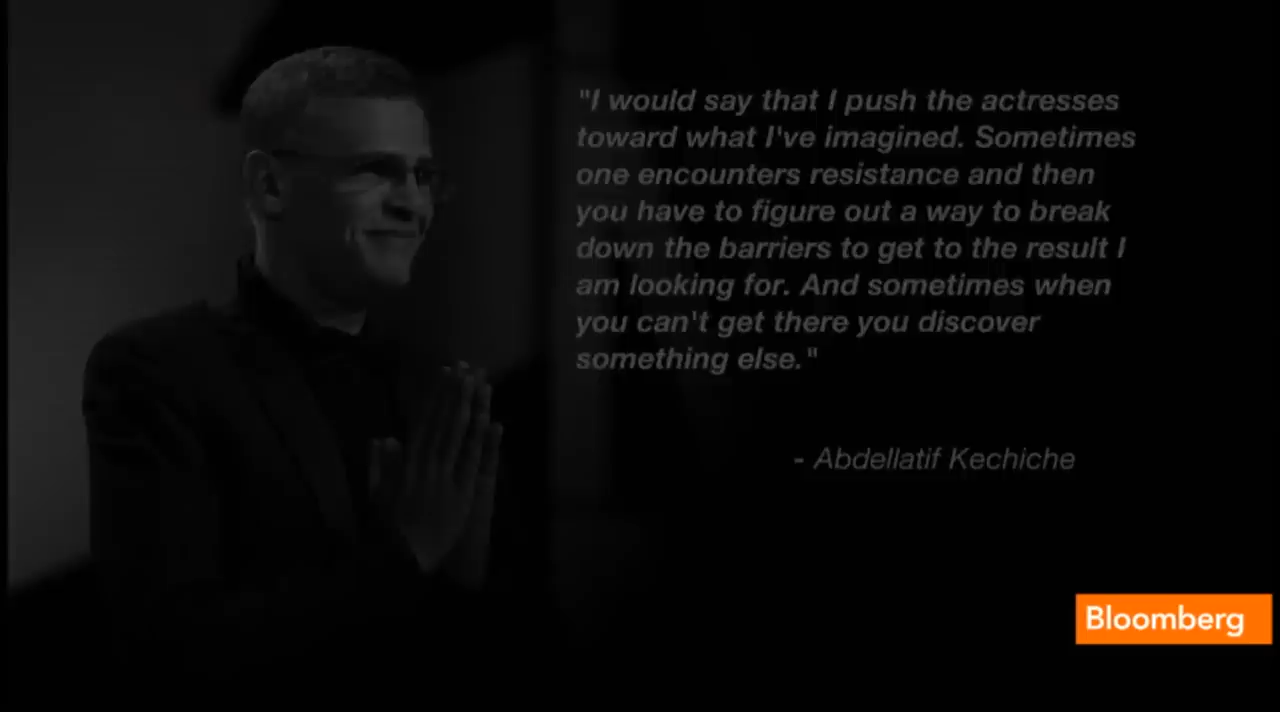 "I would say that I push the actresses
toward what I've imagined. Sometimes
one encounters resistance and then
you have to figure out a way to break
down the barriers to get to the result I
am looking for. And sometimes when
you can't get there you discover
something else."
- Abdellatif Kechiche
Bloomberg